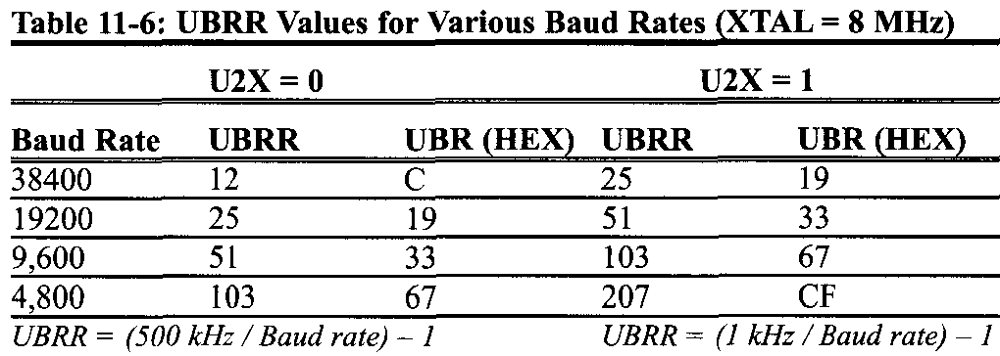 Table 11-6: UBRR Values for Various Baud Rates (XTAL = 8 MHz)
U2X = 0 U2X = 1
Baud Rate UBRR UBR (HEX) UBRR UBR (HEX)
38400 12 C 25 19
19200 25 19 51 33
9,600 51 33 103 67
4,800 103 67 207 CF
UBRR = (500 kHz / Baud rate) – 1 UBRR = (1 kHz / Baud rate) – 1